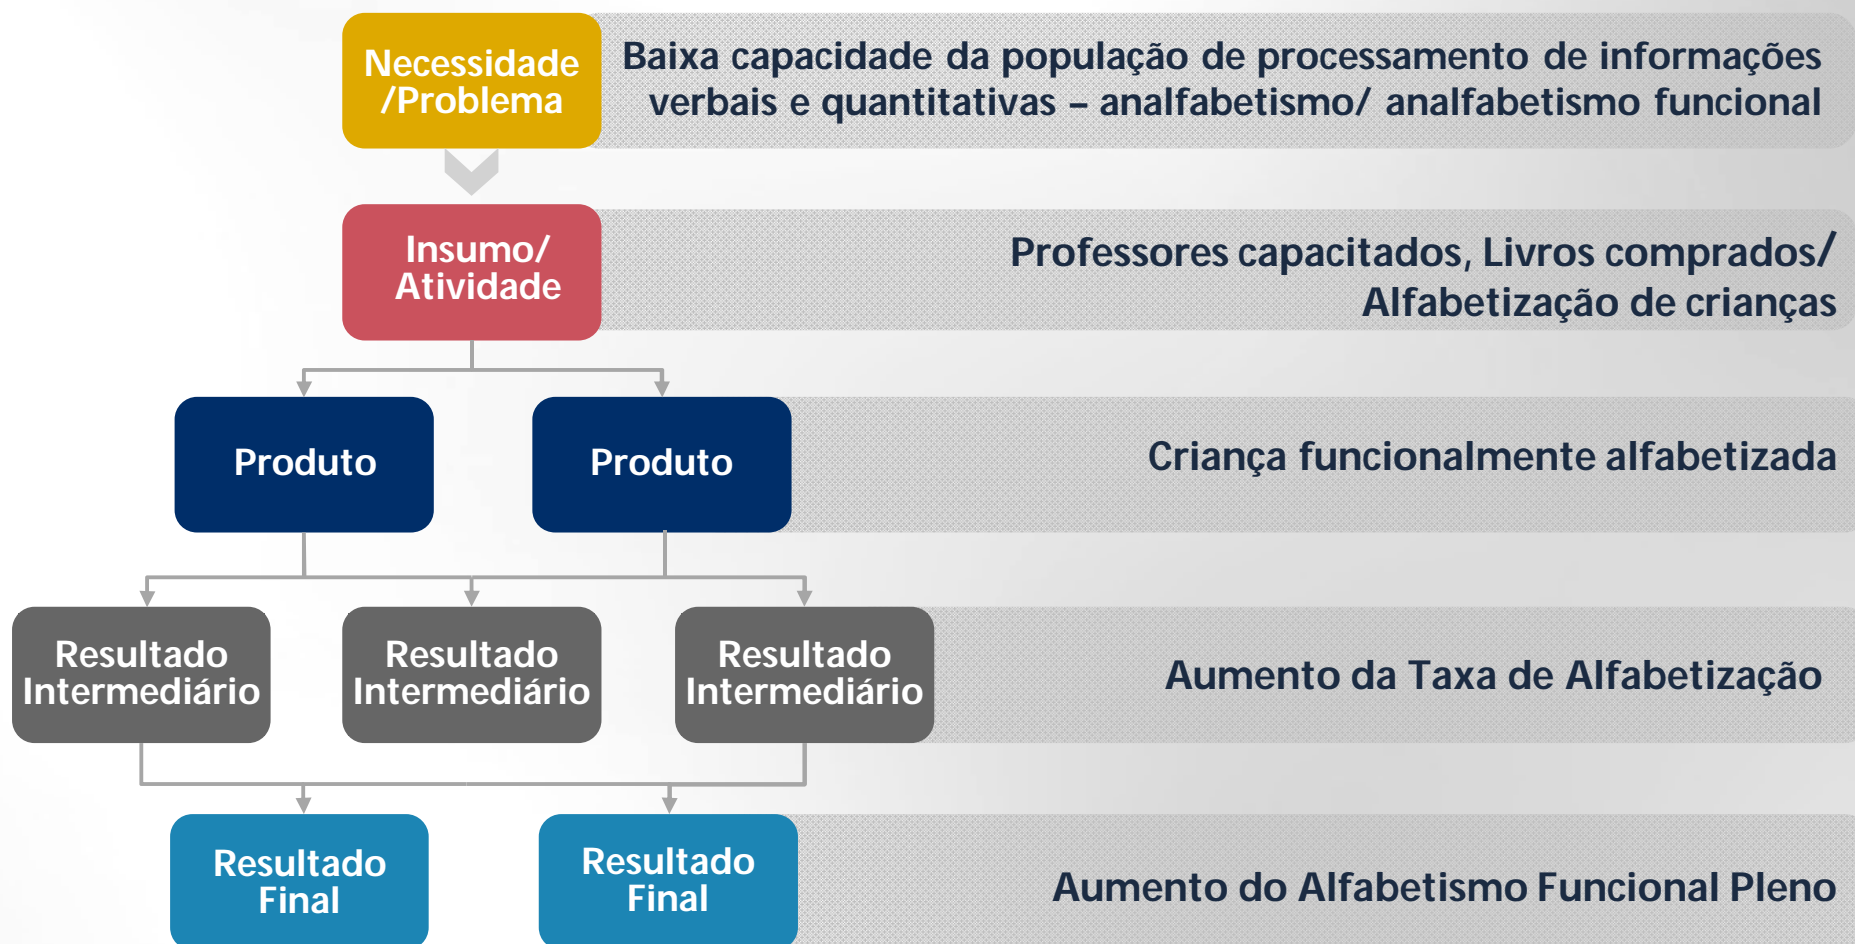 Necessidade
/Problema
Baixa capacidade da população de processamento de informações
verbais e quantitativas – analfabetismo/ analfabetismo funcional
Insumo/
Atividade
Professores capacitados, Livros comprados/
Alfabetização de crianças
Produto
Produto
Criança funcionalmente alfabetizada
Resultado
Intermediário
Resultado
Intermediário
Resultado
Intermediário
Aumento da Taxa de Alfabetização
Resultado
Final
Resultado
Final
Aumento do Alfabetismo Funcional Pleno